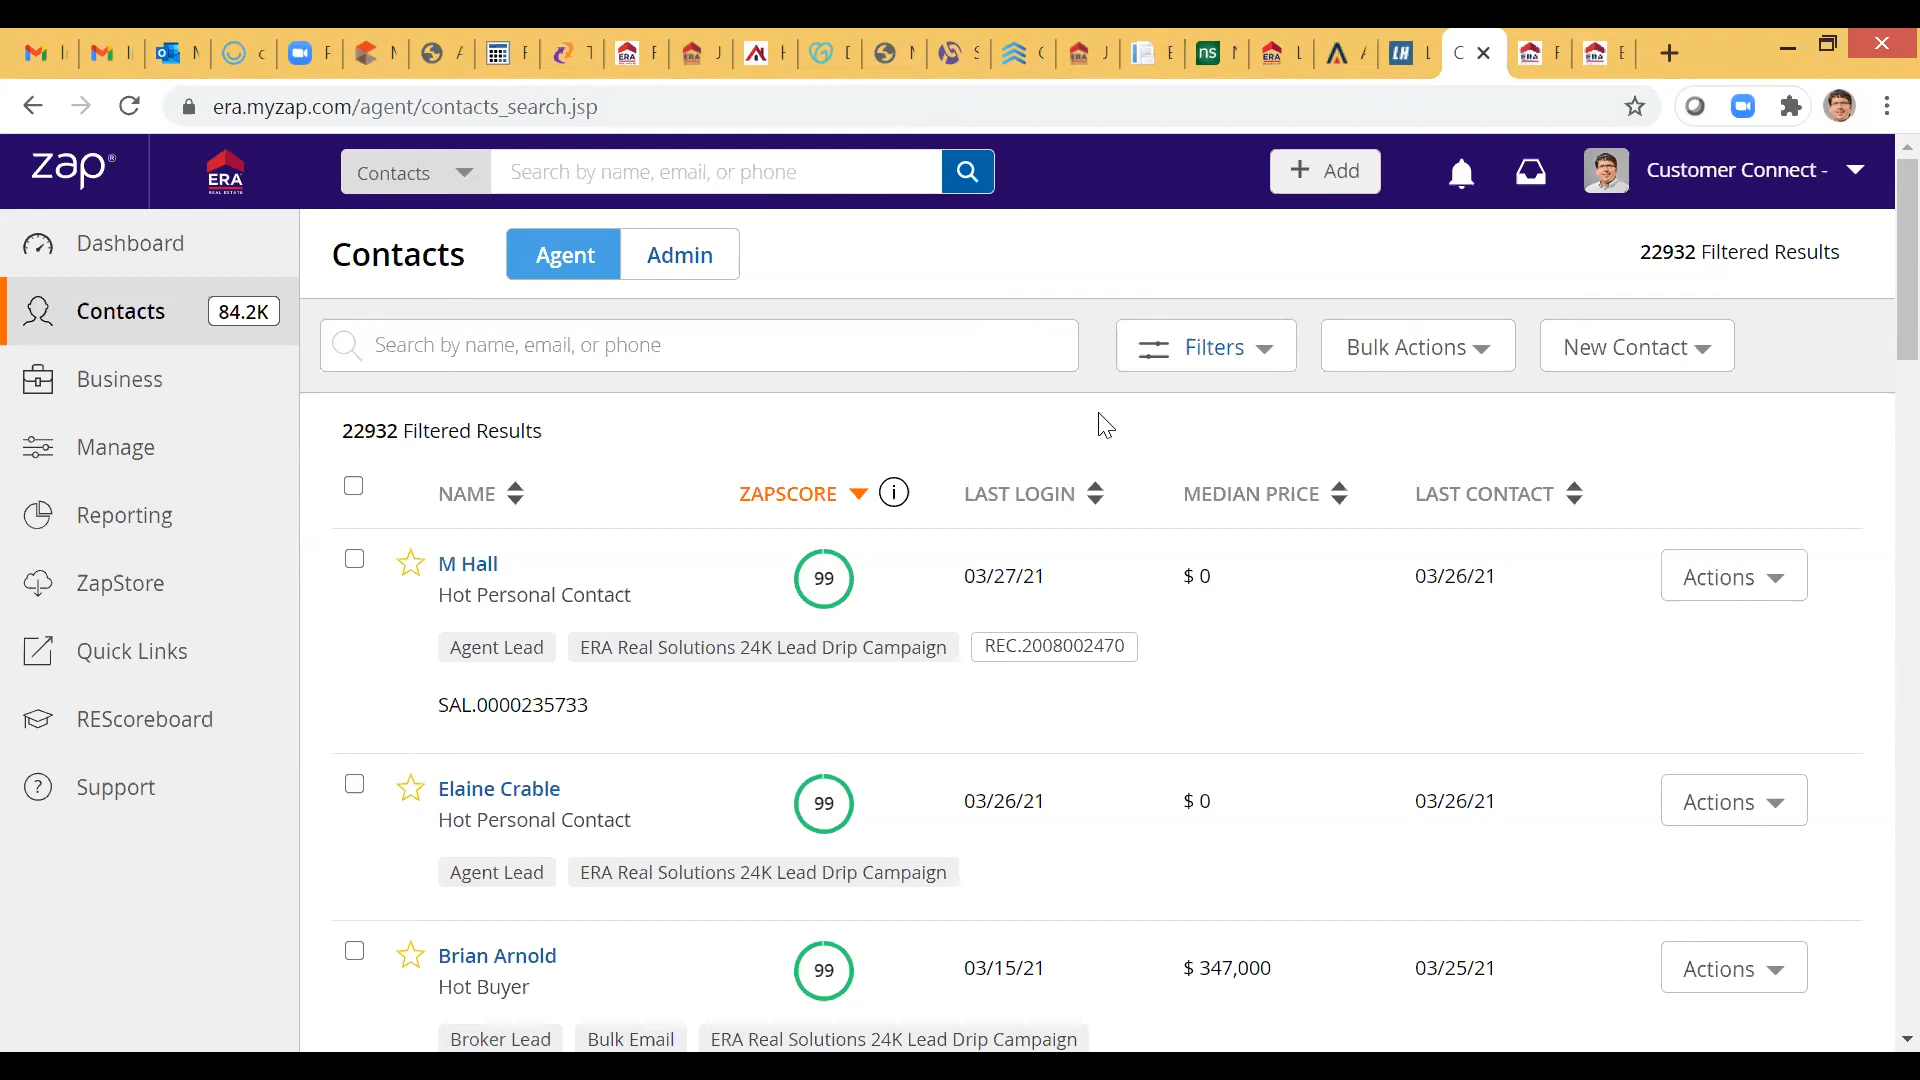 era.myzap.com/agent/contacts_search.jsp
zap®
ERA
REAL ESTATE
Contacts
Search by name, email, or phone
+ Add
Customer Connect -
Dashboard
Contacts
84.2K
Business
Manage
Reporting
ZapStore
Quick Links
REScoreboard
Support
Contacts
Agent
Admin
22932 Filtered Results
Search by name, email, or phone
Filters
Bulk Actions
New Contact
22932 Filtered Results
NAME
ZAPSCORE
i
LAST LOGIN
MEDIAN PRICE
LAST CONTACT
M Hall
99
03/27/21
$ 0
03/26/21
Actions
Hot Personal Contact
Agent Lead
ERA Real Solutions 24K Lead Drip Campaign
REC.2008002470
SAL.0000235733
Elaine Crable
99
03/26/21
$ 0
03/26/21
Actions
Hot Personal Contact
Agent Lead
ERA Real Solutions 24K Lead Drip Campaign
Brian Arnold
99
03/15/21
$ 347,000
03/25/21
Actions
Hot Buyer
Broker Lead
Bulk Email
ERA Real Solutions 24K Lead Drip Campaign